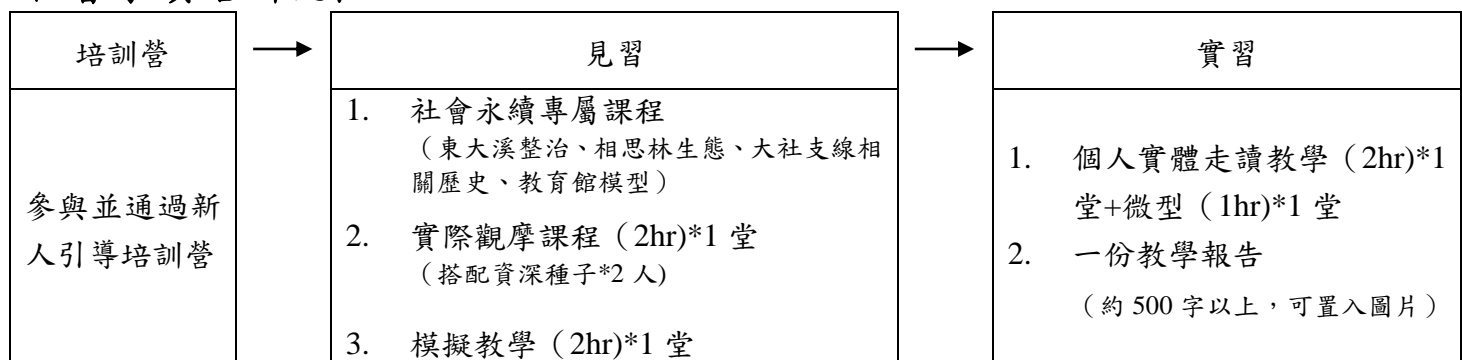 培訓營
參與並通過新
人引導培訓營
見習
1. 社會永續專屬課程
（東大溪整治、相思林生態、大社支線相
關歷史、教育館模型）
2. 實際觀摩課程（2hr)*1 堂
（搭配資深種子*2 人)
3. 模擬教學（2hr)*1 堂
實習
1. 個人實體走讀教學（2hr)*1
堂+微型（1hr)*1 堂
2. 一份教學報告
（約 500 字以上，可置入圖片）